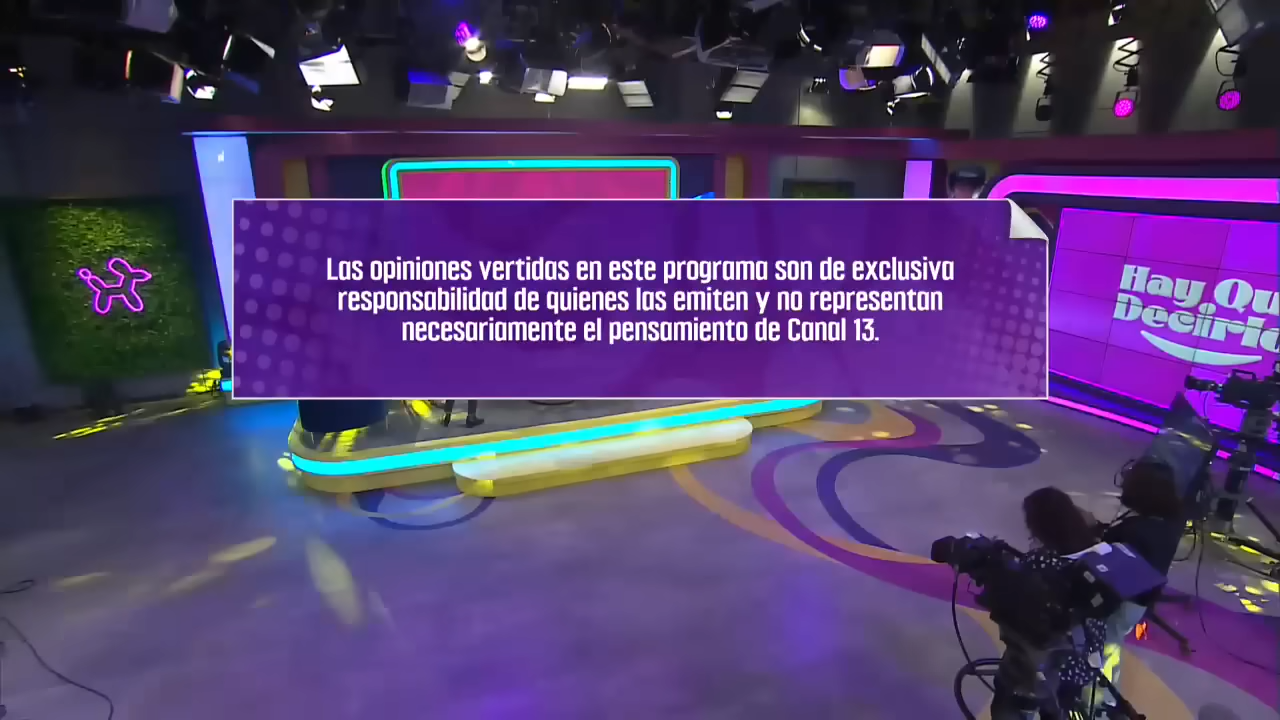 Las opiniones vertidas en este programa son de exclusiva
responsabilidad de quienes las emiten y no representan
necesariamente el pensamiento de Canal 13.
Hay Qu
Decirlo